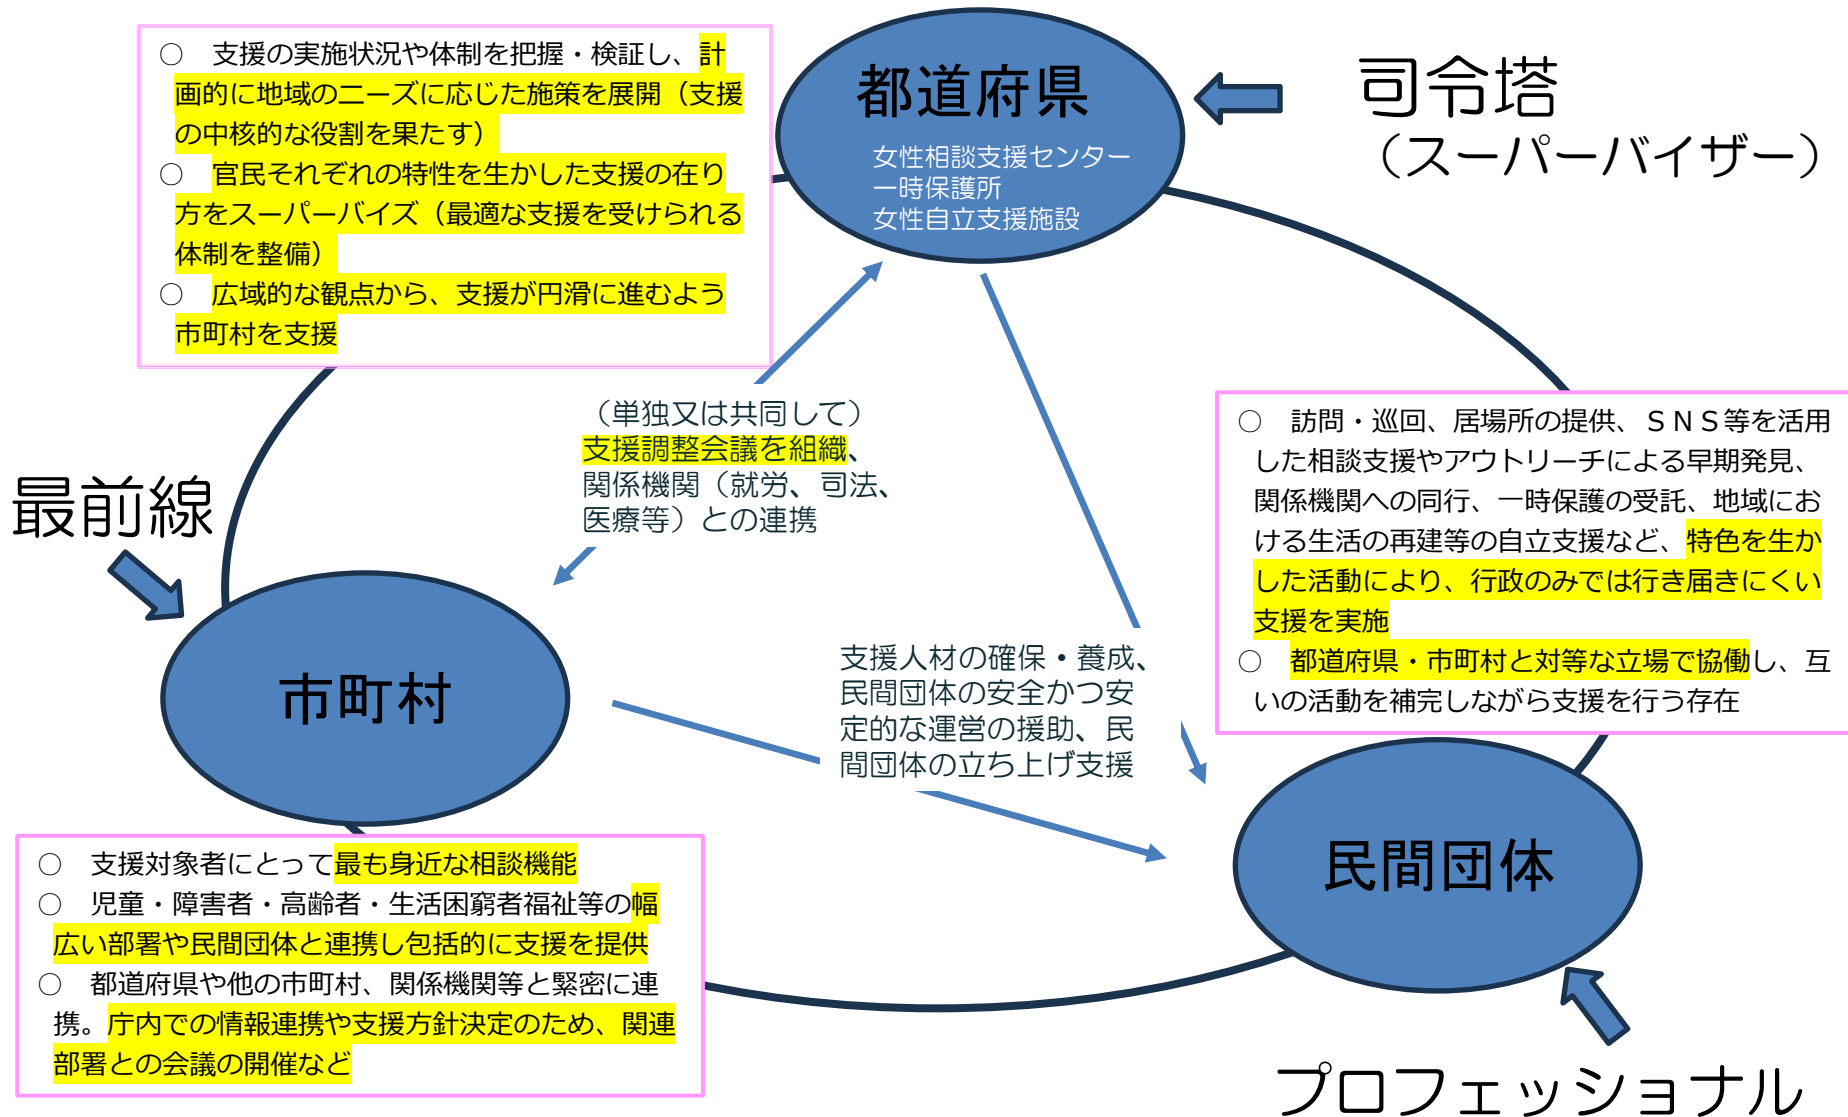 ○　支援の実施状況や体制を把握・検証し、計
画的に地域のニーズに応じた施策を展開（支援
の中核的な役割を果たす）
○　官民それぞれの特性を生かした支援の在り
方をスーパーバイズ（最適な支援を受けられる
体制を整備）
○　広域的な観点から、支援が円滑に進むよう
市町村を支援
都道府県
女性相談支援センター
一時保護所
女性自立支援施設
司令塔
（スーパーバイザー）
（単独又は共同して）
支援調整会議を組織、
関係機関（就労、司法、
医療等）との連携
○　訪問・巡回、居場所の提供、ＳＮＳ等を活用
した相談支援やアウトリーチによる早期発見、
関係機関への同行、一時保護の受託、地域にお
ける生活の再建等の自立支援など、特色を生か
した活動により、行政のみでは行き届きにくい
支援を実施
○　都道府県・市町村と対等な立場で協働し、互
いの活動を補完しながら支援を行う存在
最前線
市町村
支援人材の確保・養成、
民間団体の安全かつ安
定的な運営の援助、民
間団体の立ち上げ支援
民間団体
○　支援対象者にとって最も身近な相談機能
○　児童・障害者・高齢者・生活困窮者福祉等の幅
広い部署や民間団体と連携し包括的に支援を提供
○　都道府県や他の市町村、関係機関等と緊密に連
携。庁内での情報連携や支援方針決定のため、関連
部署との会議の開催など
プロフェッショナル